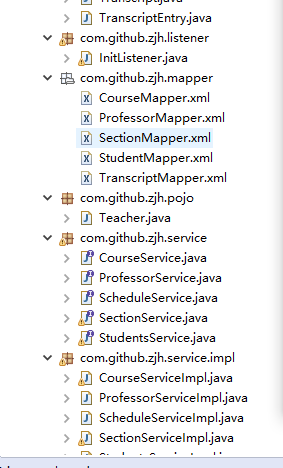 TranscriptEntry.java
com.github.zjh.listener
InitListener.java
com.github.zjh.mapper
CourseMapper.xml
ProfessorMapper.xml
SectionMapper.xml
StudentMapper.xml
TranscriptMapper.xml
com.github.zjh.pojo
Teacher.java
com.github.zjh.service
CourseService.java
ProfessorService.java
ScheduleService.java
SectionService.java
StudentsService.java
com.github.zjh.service.impl
CourseServiceImpl.java
ProfessorServiceImpl.java
ScheduleServiceImpl.java
SectionServiceImpl.java